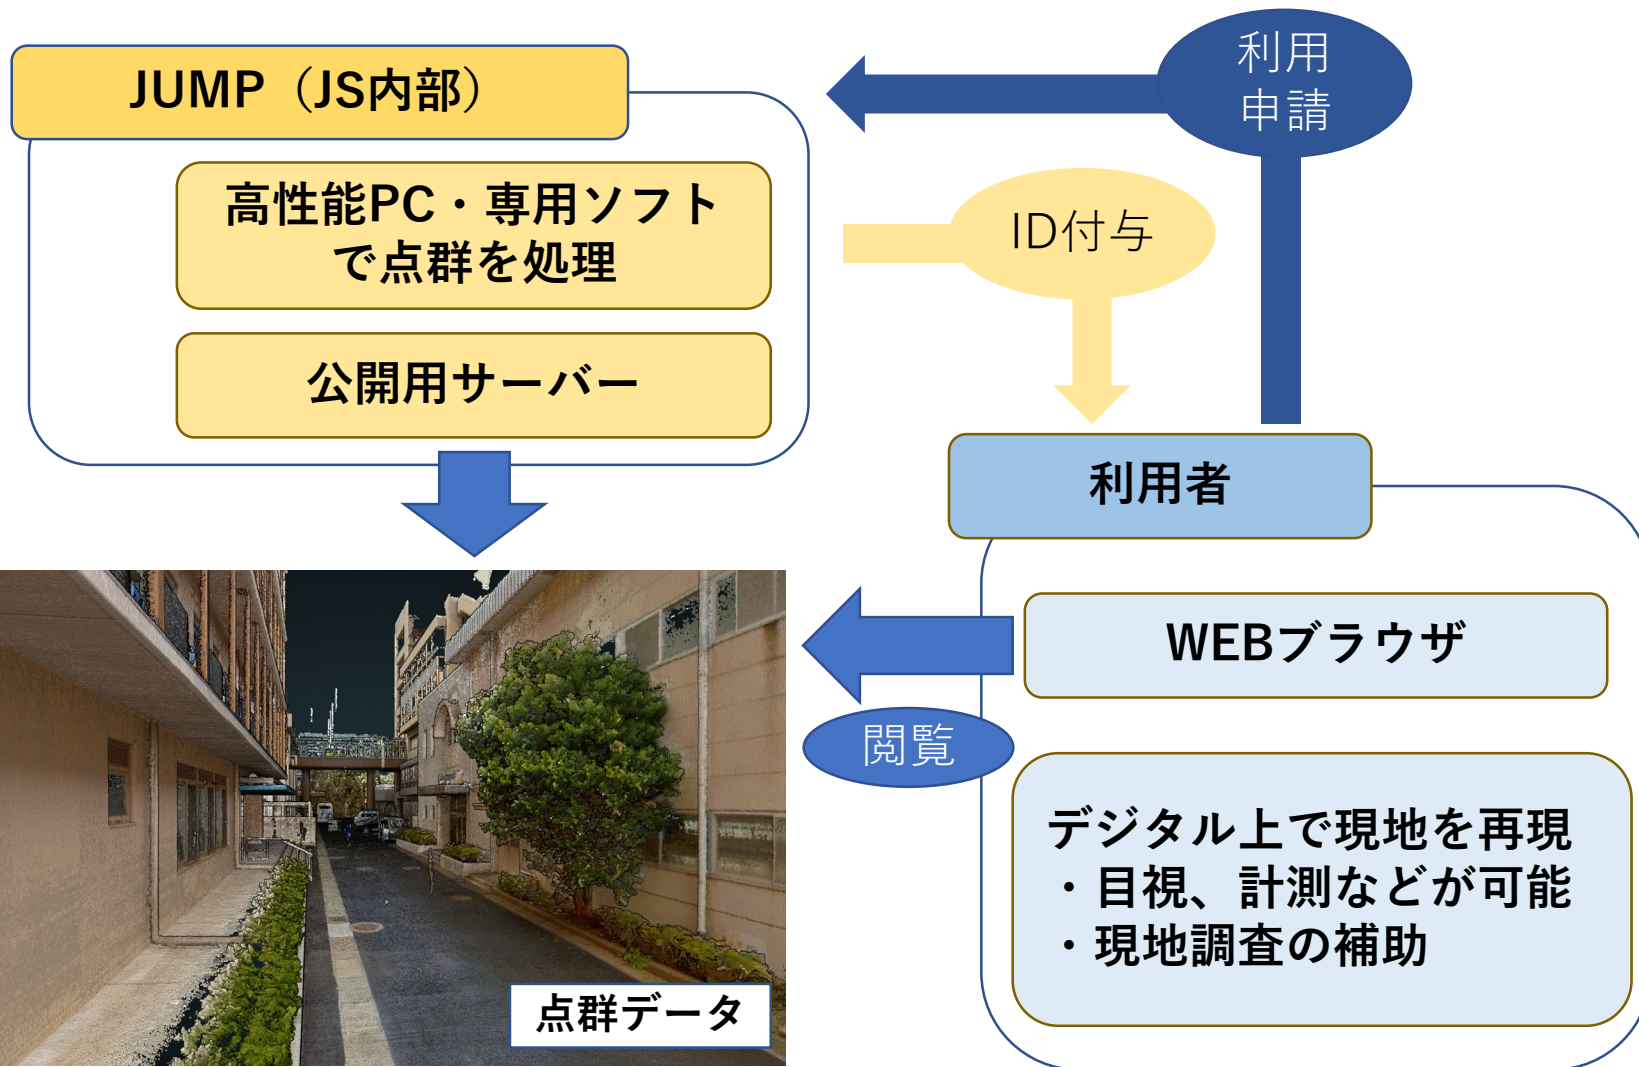 JUMP（JS内部）
高性能PC・専用ソフト
で点群を処理
公開用サーバー
利用
申請
ID付与
利用者
WEBブラウザ
閲覧
デジタル上で現地を再現
・目視、計測などが可能
・現地調査の補助
点群データ